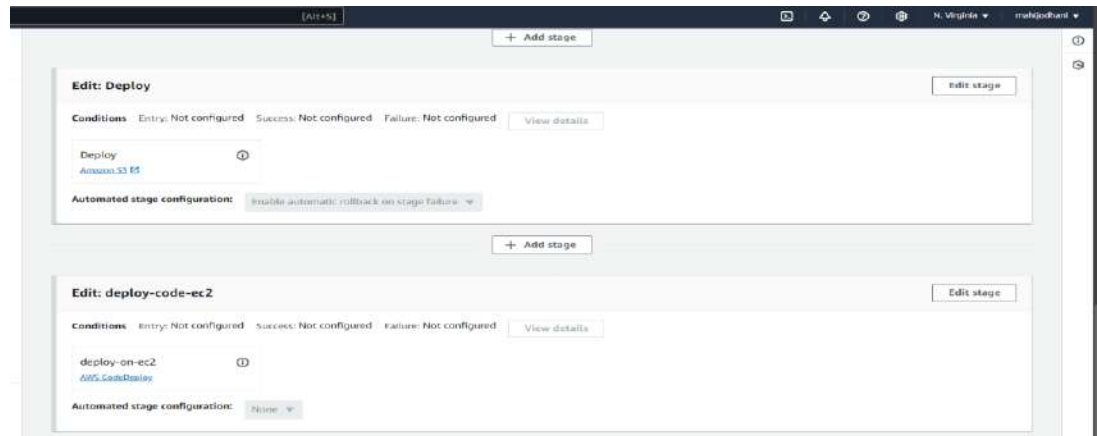 [Alt+S]
N. Virginia mahijodhani
+ Add stage
Edit: Deploy
Edit stage
Conditions Entry: Not configured Success: Not configured Failure: Not configured View details
Deploy
Amazon S3
Automated stage configuration: Enable automatic rollback on stage failure
+ Add stage
Edit: deploy-code-ec2
Edit stage
Conditions Entry: Not configured Success: Not configured Failure: Not configured View details
deploy-on-ec2
AWS CodeDeploy
Automated stage configuration: None